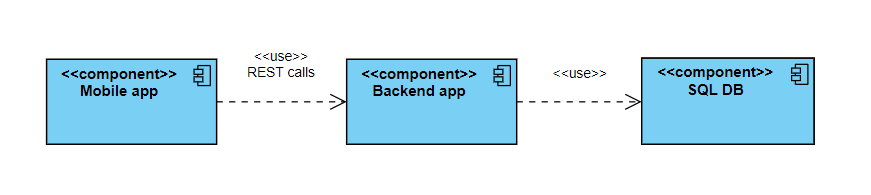 <<component>>
Mobile app
<<use>>
REST calls
<<component>>
Backend app
<<use>>
<<component>>
SQL DB